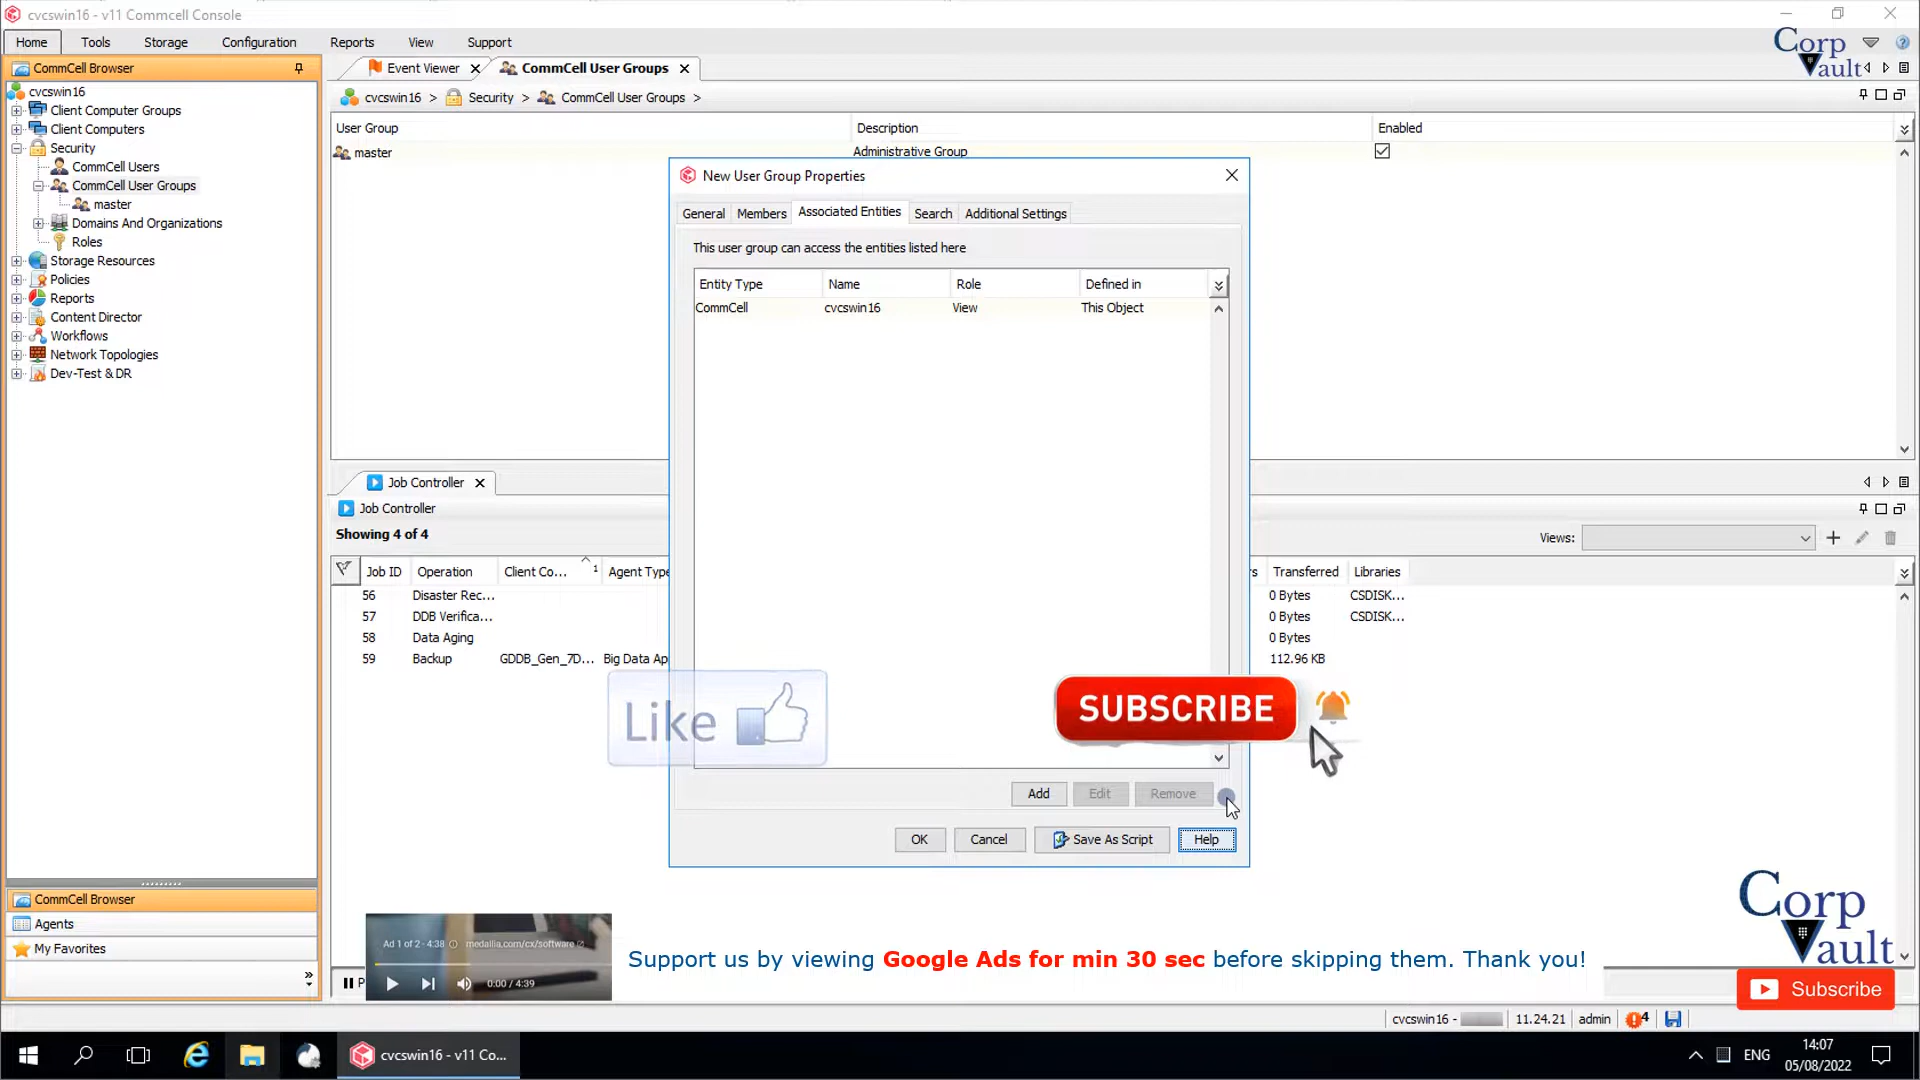 cvcswin16 - v11 Commcell Console
Home Tools Storage Configuration Reports View Support
Corp Vault
CommCell Browser
Event Viewer
CommCell User Groups
cvcswin16
Client Computer Groups
Client Computers
Security
CommCell Users
CommCell User Groups
master
Domains And Organizations
Roles
Storage Resources
Policies
Reports
Content Director
Workflows
Network Topologies
Dev-Test & DR
cvcswin16 > Security > CommCell User Groups >
User Group Description Enabled
master Administrative Group
New User Group Properties
General Members Associated Entities Search Additional Settings
This user group can access the entities listed here
Entity Type Name Role Defined in
CommCell cvcswin16 View This Object
Add Edit Remove
OK Cancel Save As Script Help
Job Controller
Job Controller
Showing 4 of 4
Views:
Job ID Operation Client Co... 1 Agent Type s Transferred Libraries
56 Disaster Rec... 0 Bytes CSDISK...
57 DDB Verifica... 0 Bytes CSDISK...
58 Data Aging 0 Bytes
59 Backup GDDB_Gen_7D... Big Data Ap 112.96 KB
Like
SUBSCRIBE
CommCell Browser
Agents
My Favorites
P
Ad 1 of 2 - 4:38 medallia.com/cx/software
0:00 / 4:39
Support us by viewing Google Ads for min 30 sec before skipping them. Thank you!
Corp Vault
Subscribe
cvcswin16 - 11.24.21 admin 4
cvcswin16 - v11 Co...
ENG
14:07
05/08/2022